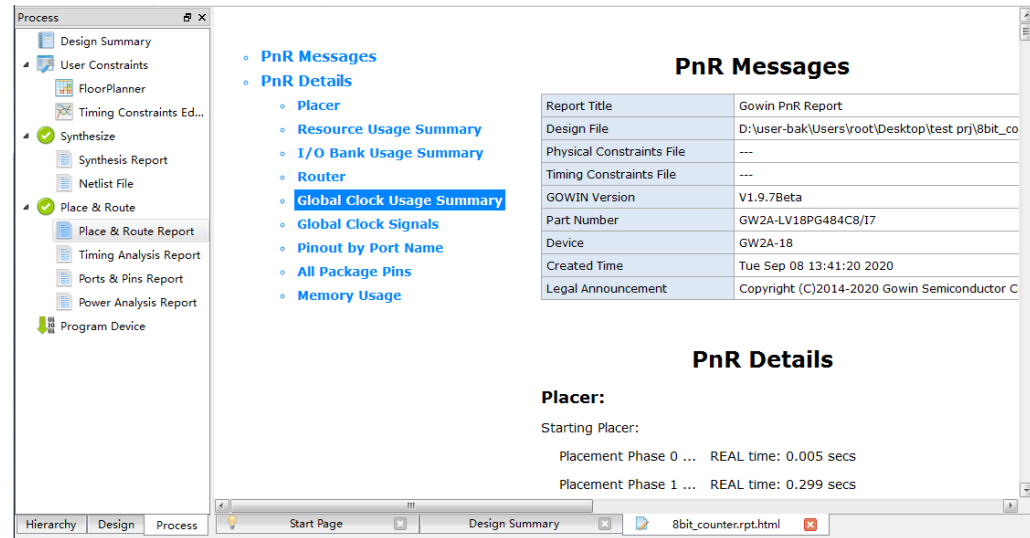 Process
Design Summary
User Constraints
FloorPlanner
Timing Constraints Ed...
Synthesize
Synthesis Report
Netlist File
Place & Route
Place & Route Report
Timing Analysis Report
Ports & Pins Report
Power Analysis Report
Program Device
Hierarchy Design Process
PnR Messages
PnR Details
Placer
Resource Usage Summary
I/O Bank Usage Summary
Router
Global Clock Usage Summary
Global Clock Signals
Pinout by Port Name
All Package Pins
Memory Usage
PnR Messages
Report Title Gowin PnR Report
Design File D:\user-bak\Users\root\Desktop\test prj\8bit_co
Physical Constraints File ---
Timing Constraints File ---
GOWIN Version V1.9.7Beta
Part Number GW2A-LV18PG484C8/I7
Device GW2A-18
Created Time Tue Sep 08 13:41:20 2020
Legal Announcement Copyright (C)2014-2020 Gowin Semiconductor C
PnR Details
Placer:
Starting Placer:
Placement Phase 0 ... REAL time: 0.005 secs
Placement Phase 1 ... REAL time: 0.299 secs
Start Page Design Summary 8bit_counter.rpt.html